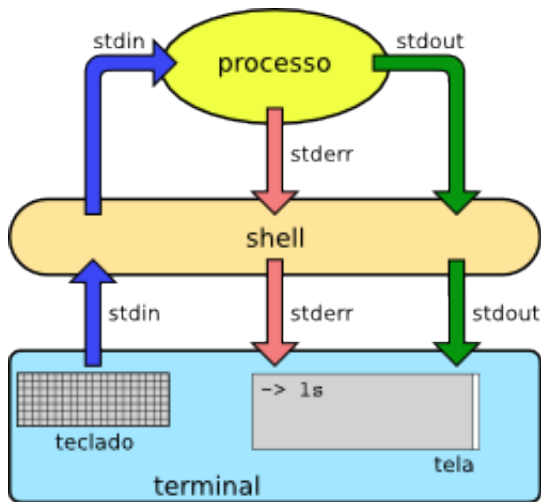 stdin
stdout
processo
stderr
shell
stdin
stderr
stdout
-> ls
teclado
tela
terminal